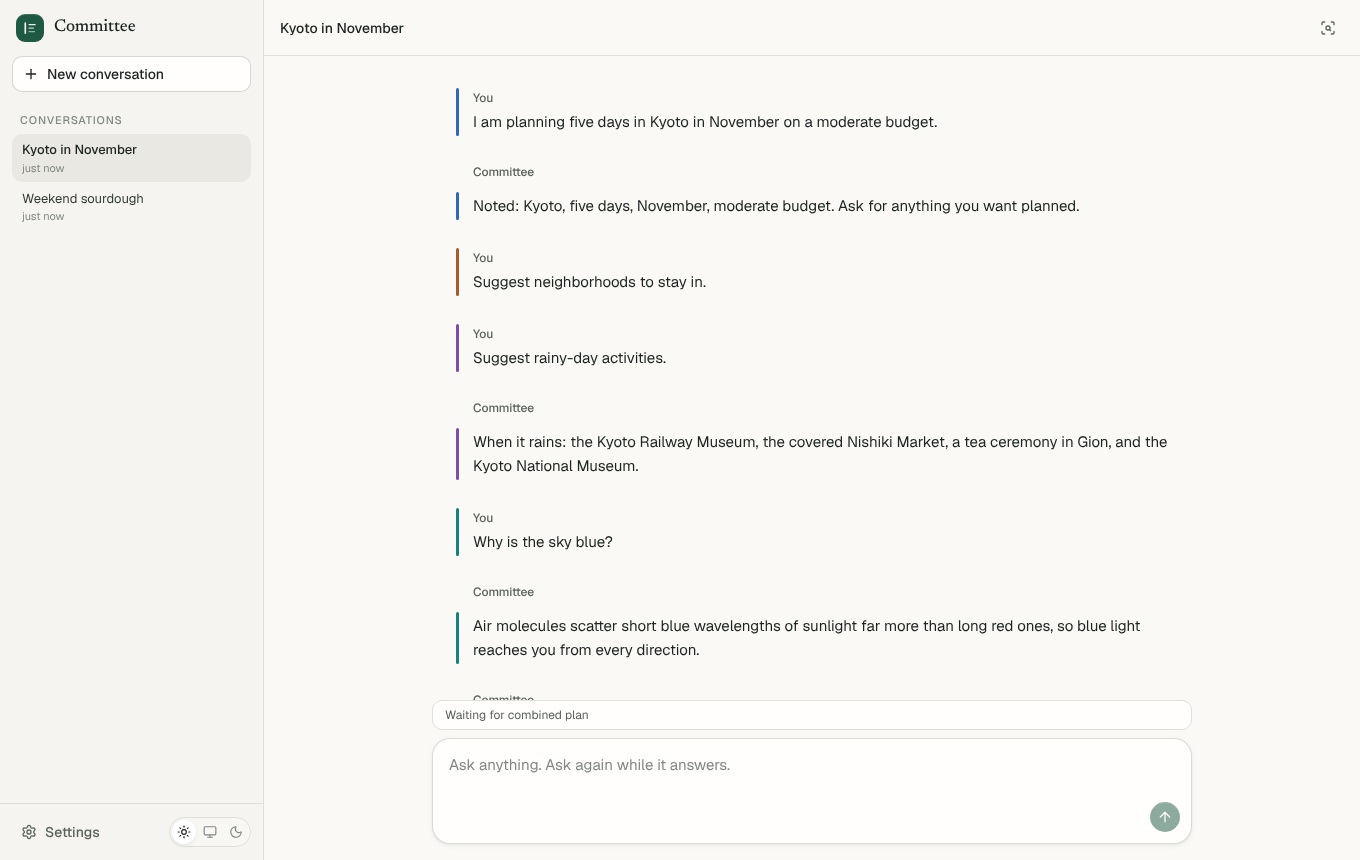 Committee
New conversation
CONVERSATIONS
Kyoto in November
just now
Weekend sourdough
just now
Settings
Kyoto in November
You
I am planning five days in Kyoto in November on a moderate budget.
Committee
Noted: Kyoto, five days, November, moderate budget. Ask for anything you want planned.
You
Suggest neighborhoods to stay in.
You
Suggest rainy-day activities.
Committee
When it rains: the Kyoto Railway Museum, the covered Nishiki Market, a tea ceremony in Gion, and the
Kyoto National Museum.
You
Why is the sky blue?
Committee
Air molecules scatter short blue wavelengths of sunlight far more than long red ones, so blue light
reaches you from every direction.
Committee
Waiting for combined plan
Ask anything. Ask again while it answers.